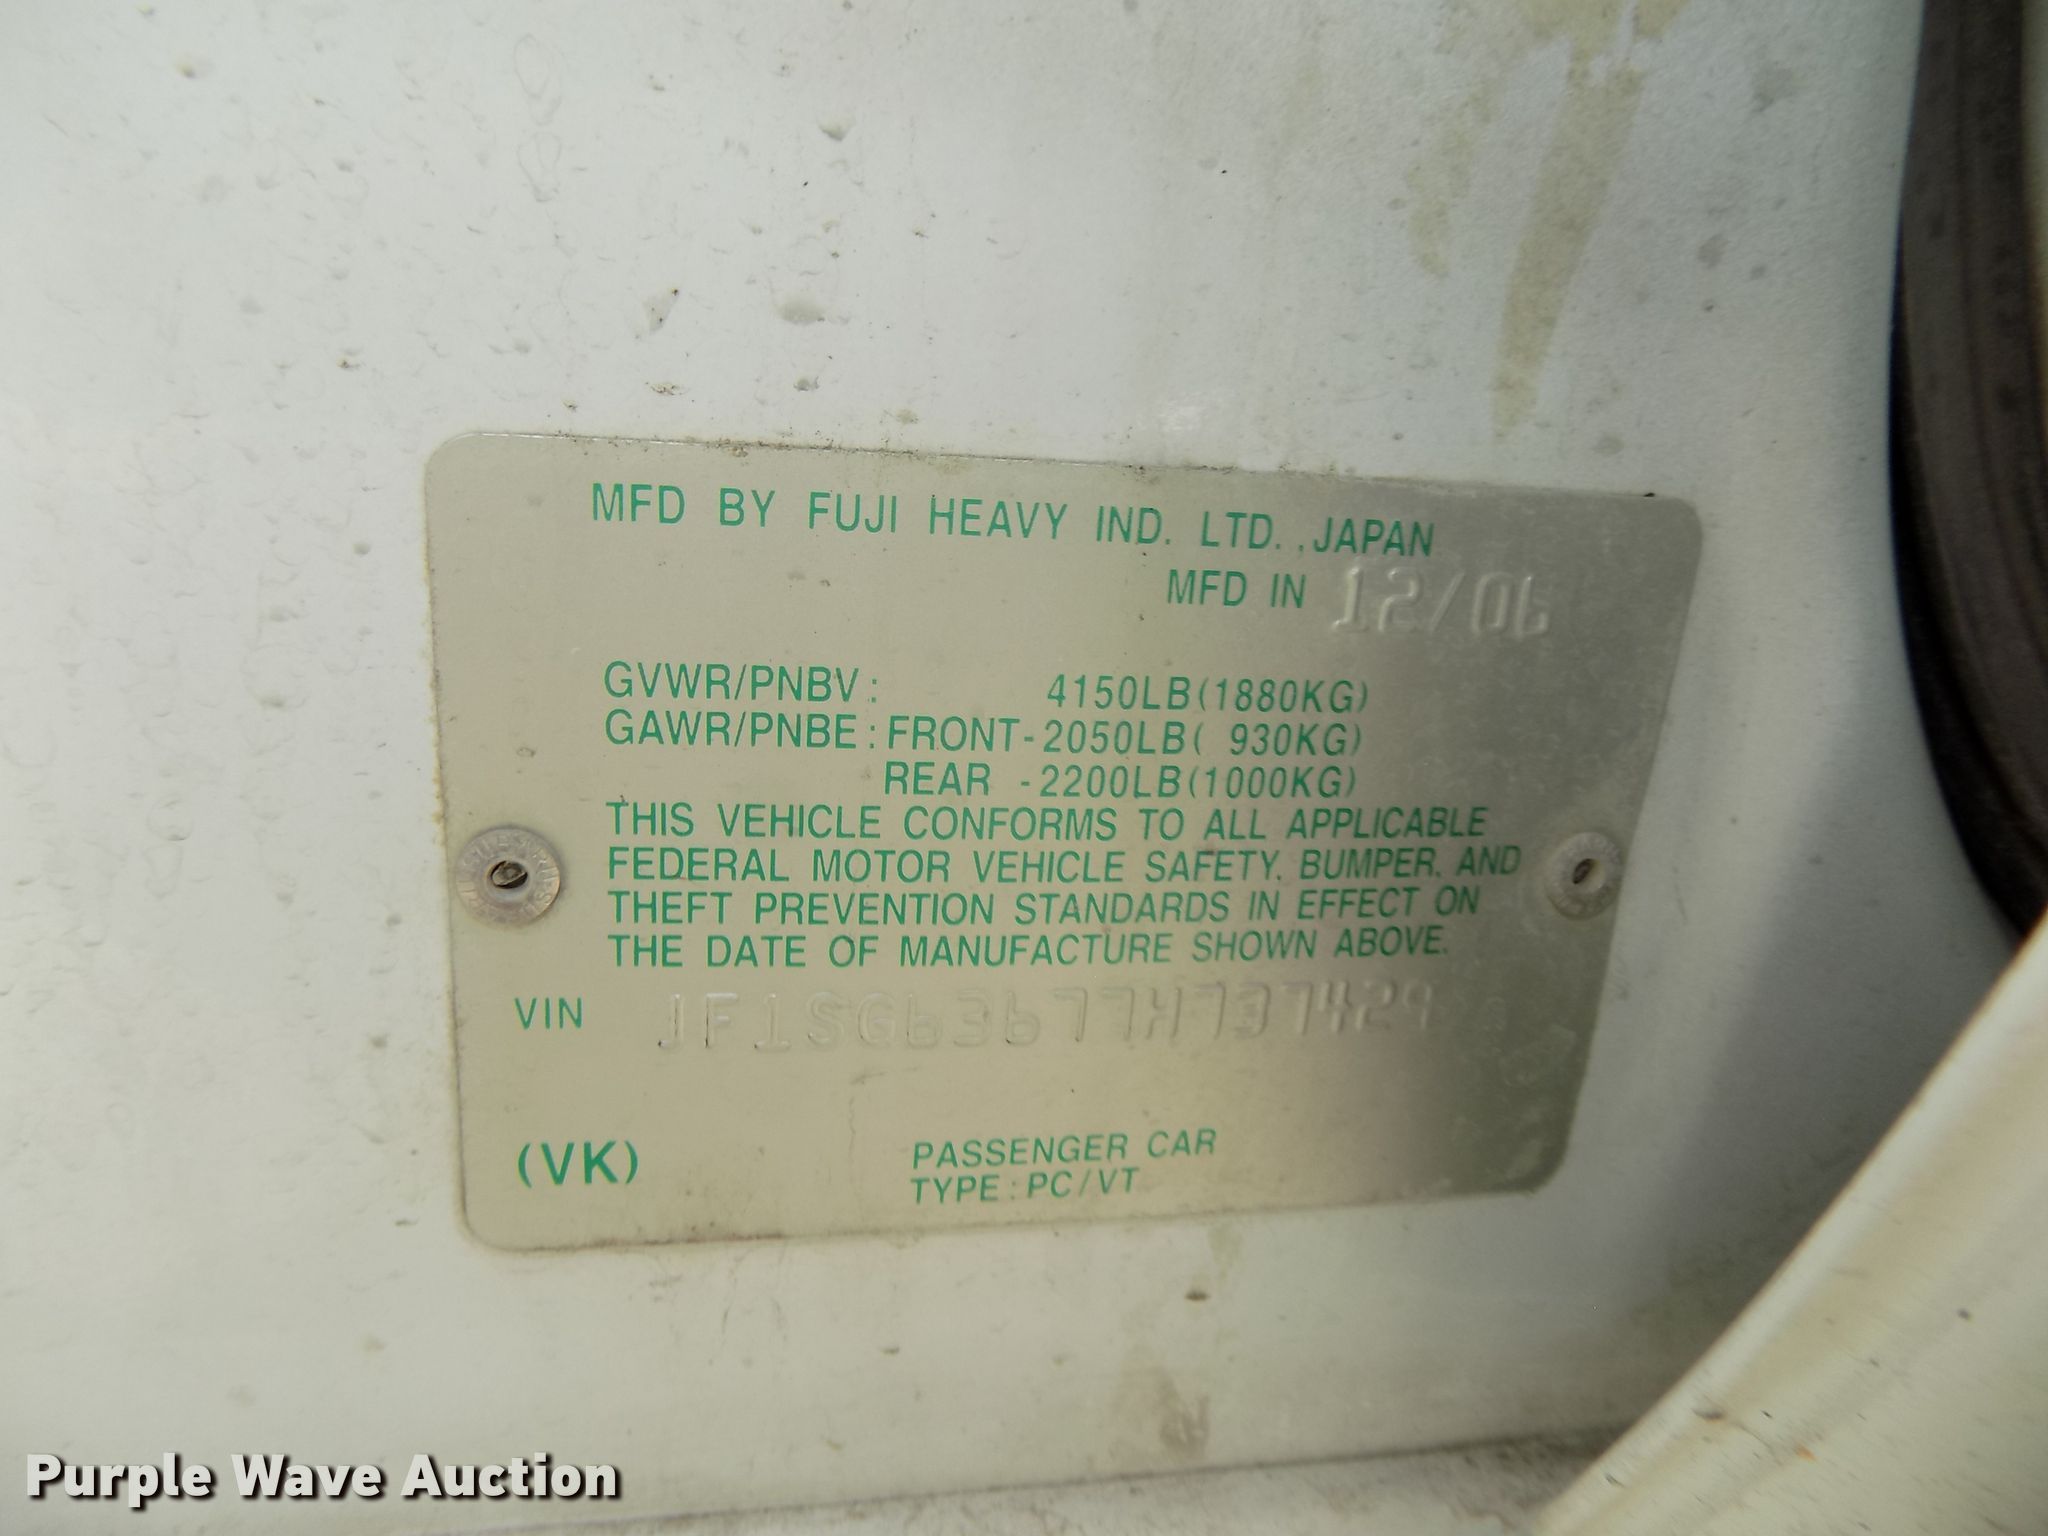 MFD BY FUJI HEAVY IND. LTD., JAPAN
MFD IN 12/06
GVWR/PNBV: 4150LB(1880KG)
GAWR/PNBE: FRONT-2050LB( 930KG)
REAR -2200LB(1000KG)
THIS VEHICLE CONFORMS TO ALL APPLICABLE
FEDERAL MOTOR VEHICLE SAFETY, BUMPER, AND
THEFT PREVENTION STANDARDS IN EFFECT ON
THE DATE OF MANUFACTURE SHOWN ABOVE.
VIN JF1SG63677H737429
(VK)
PASSENGER CAR
TYPE: PC/VT
Purple Wave Auction